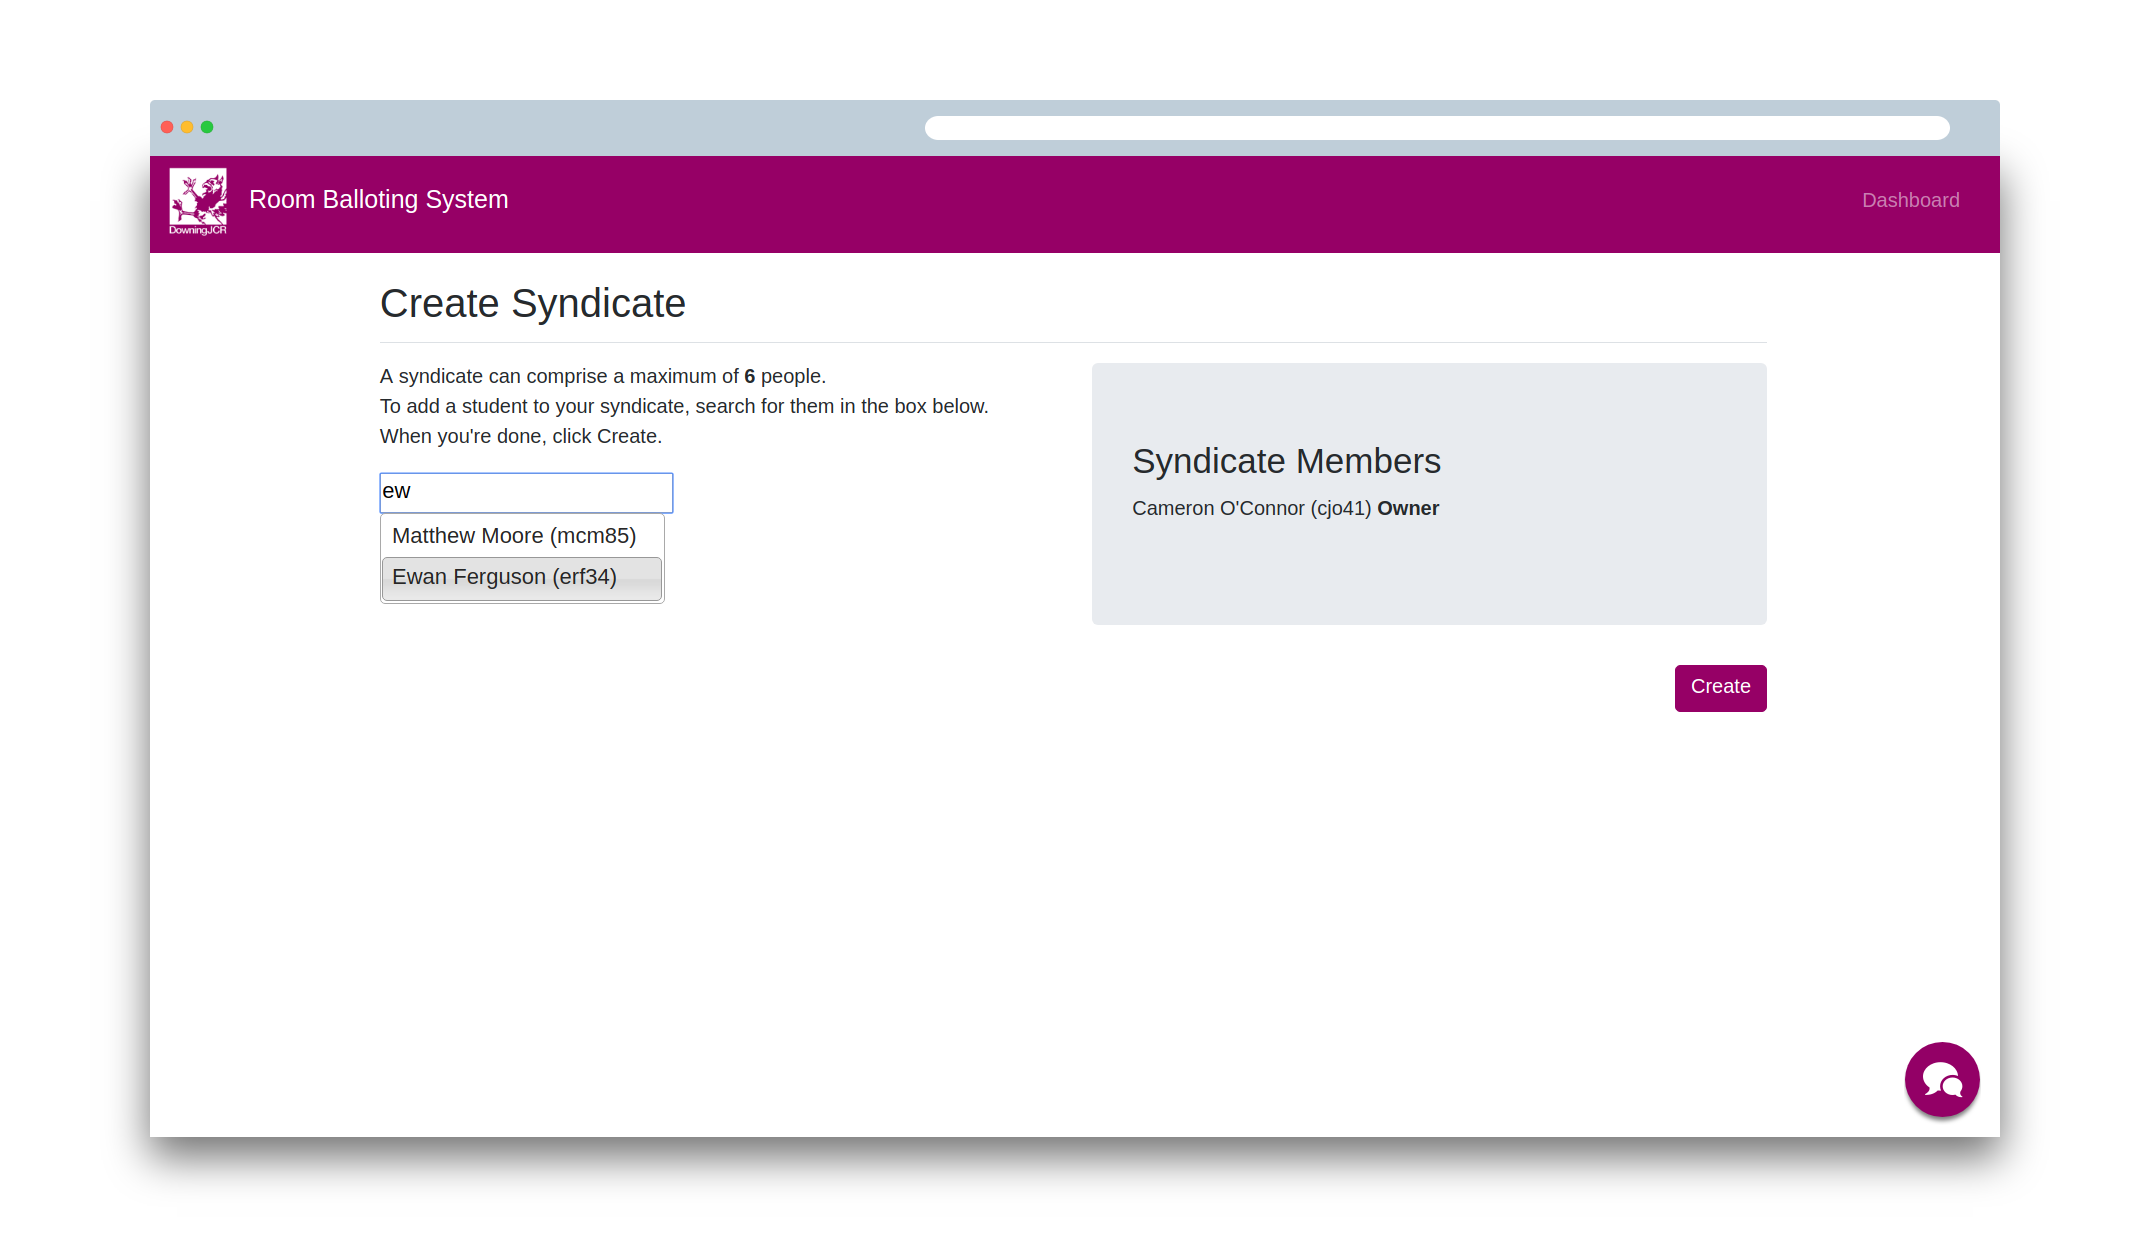 DowningJCR
Room Balloting System
Dashboard
Create Syndicate
A syndicate can comprise a maximum of 6 people.
To add a student to your syndicate, search for them in the box below.
When you're done, click Create.
ew
Matthew Moore (mcm85)
Ewan Ferguson (erf34)
Syndicate Members
Cameron O'Connor (cjo41) Owner
Create